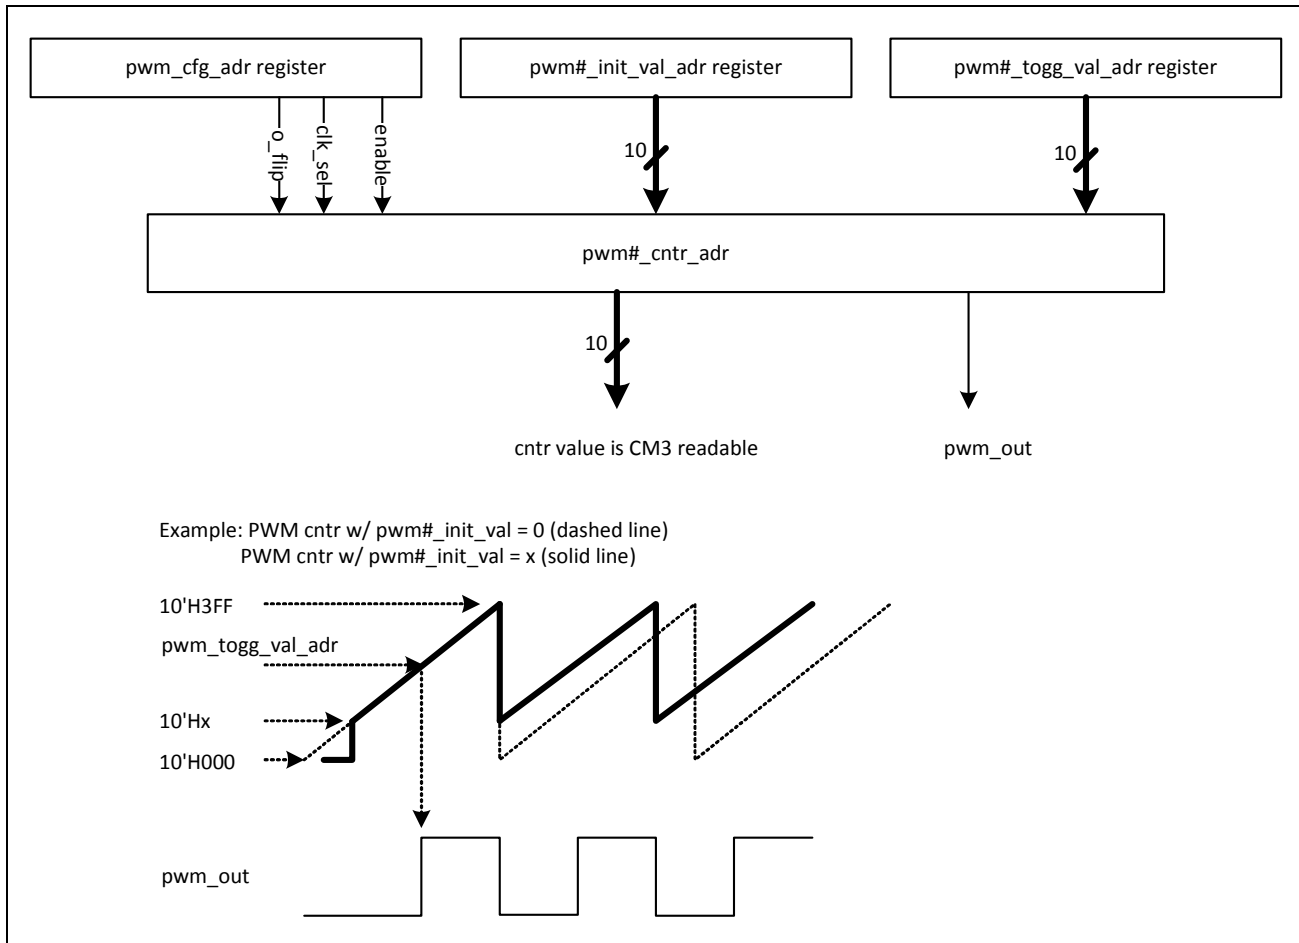 pwm_cfg_adr register
pwm#_init_val_adr register
pwm#_togg_val_adr register
o_flip
clk_sel
enable
10
10
pwm#_cntr_adr
10
cntr value is CM3 readable
pwm_out
Example: PWM cntr w/ pwm#_init_val = 0 (dashed line)
PWM cntr w/ pwm#_init_val = x (solid line)
10'H3FF
pwm_togg_val_adr
10'Hx
10'H000
pwm_out